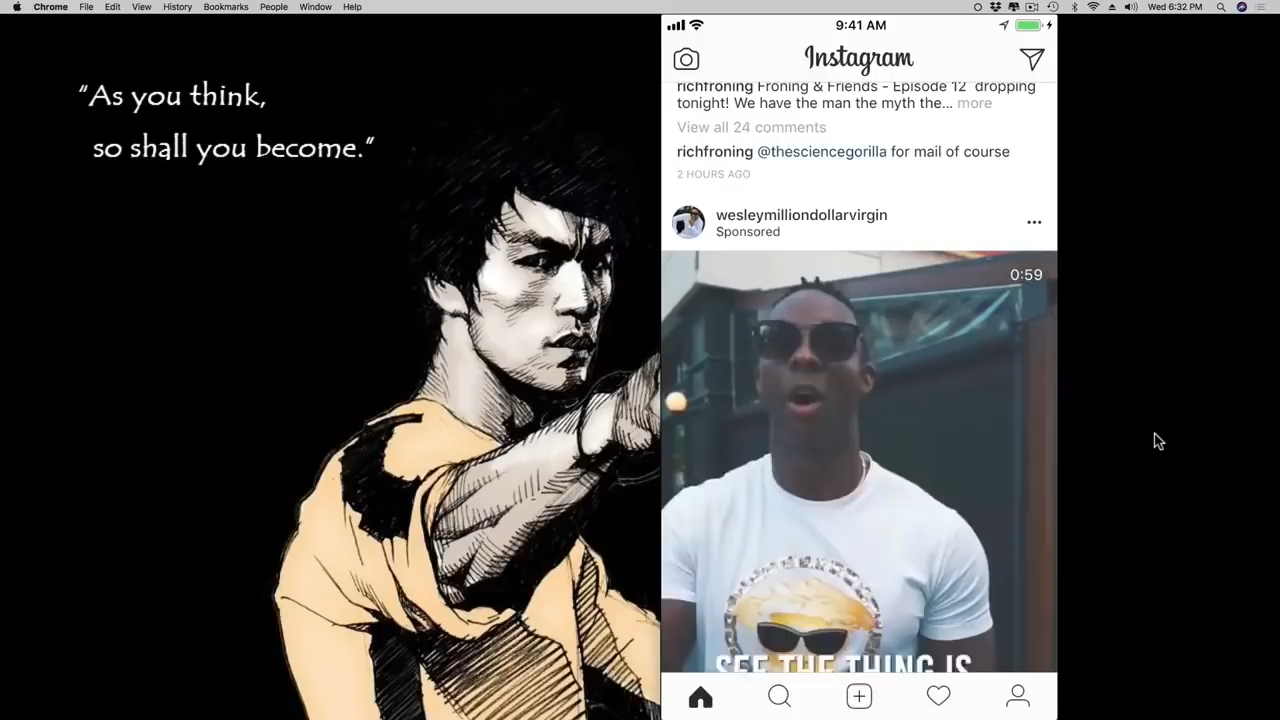 Chrome File Edit View History Bookmarks People Window Help Wed 6:32 PM
"As you think,
so shall you become."
9:41 AM
Instagram
richfroning Froning & Friends - Episode 12 dropping
tonight! We have the man the myth the... more
View all 24 comments
richfroning @thesciencegorilla for mail of course
2 HOURS AGO
wesleymilliondollarvirgin
Sponsored
0:59
SEE THE THING IS